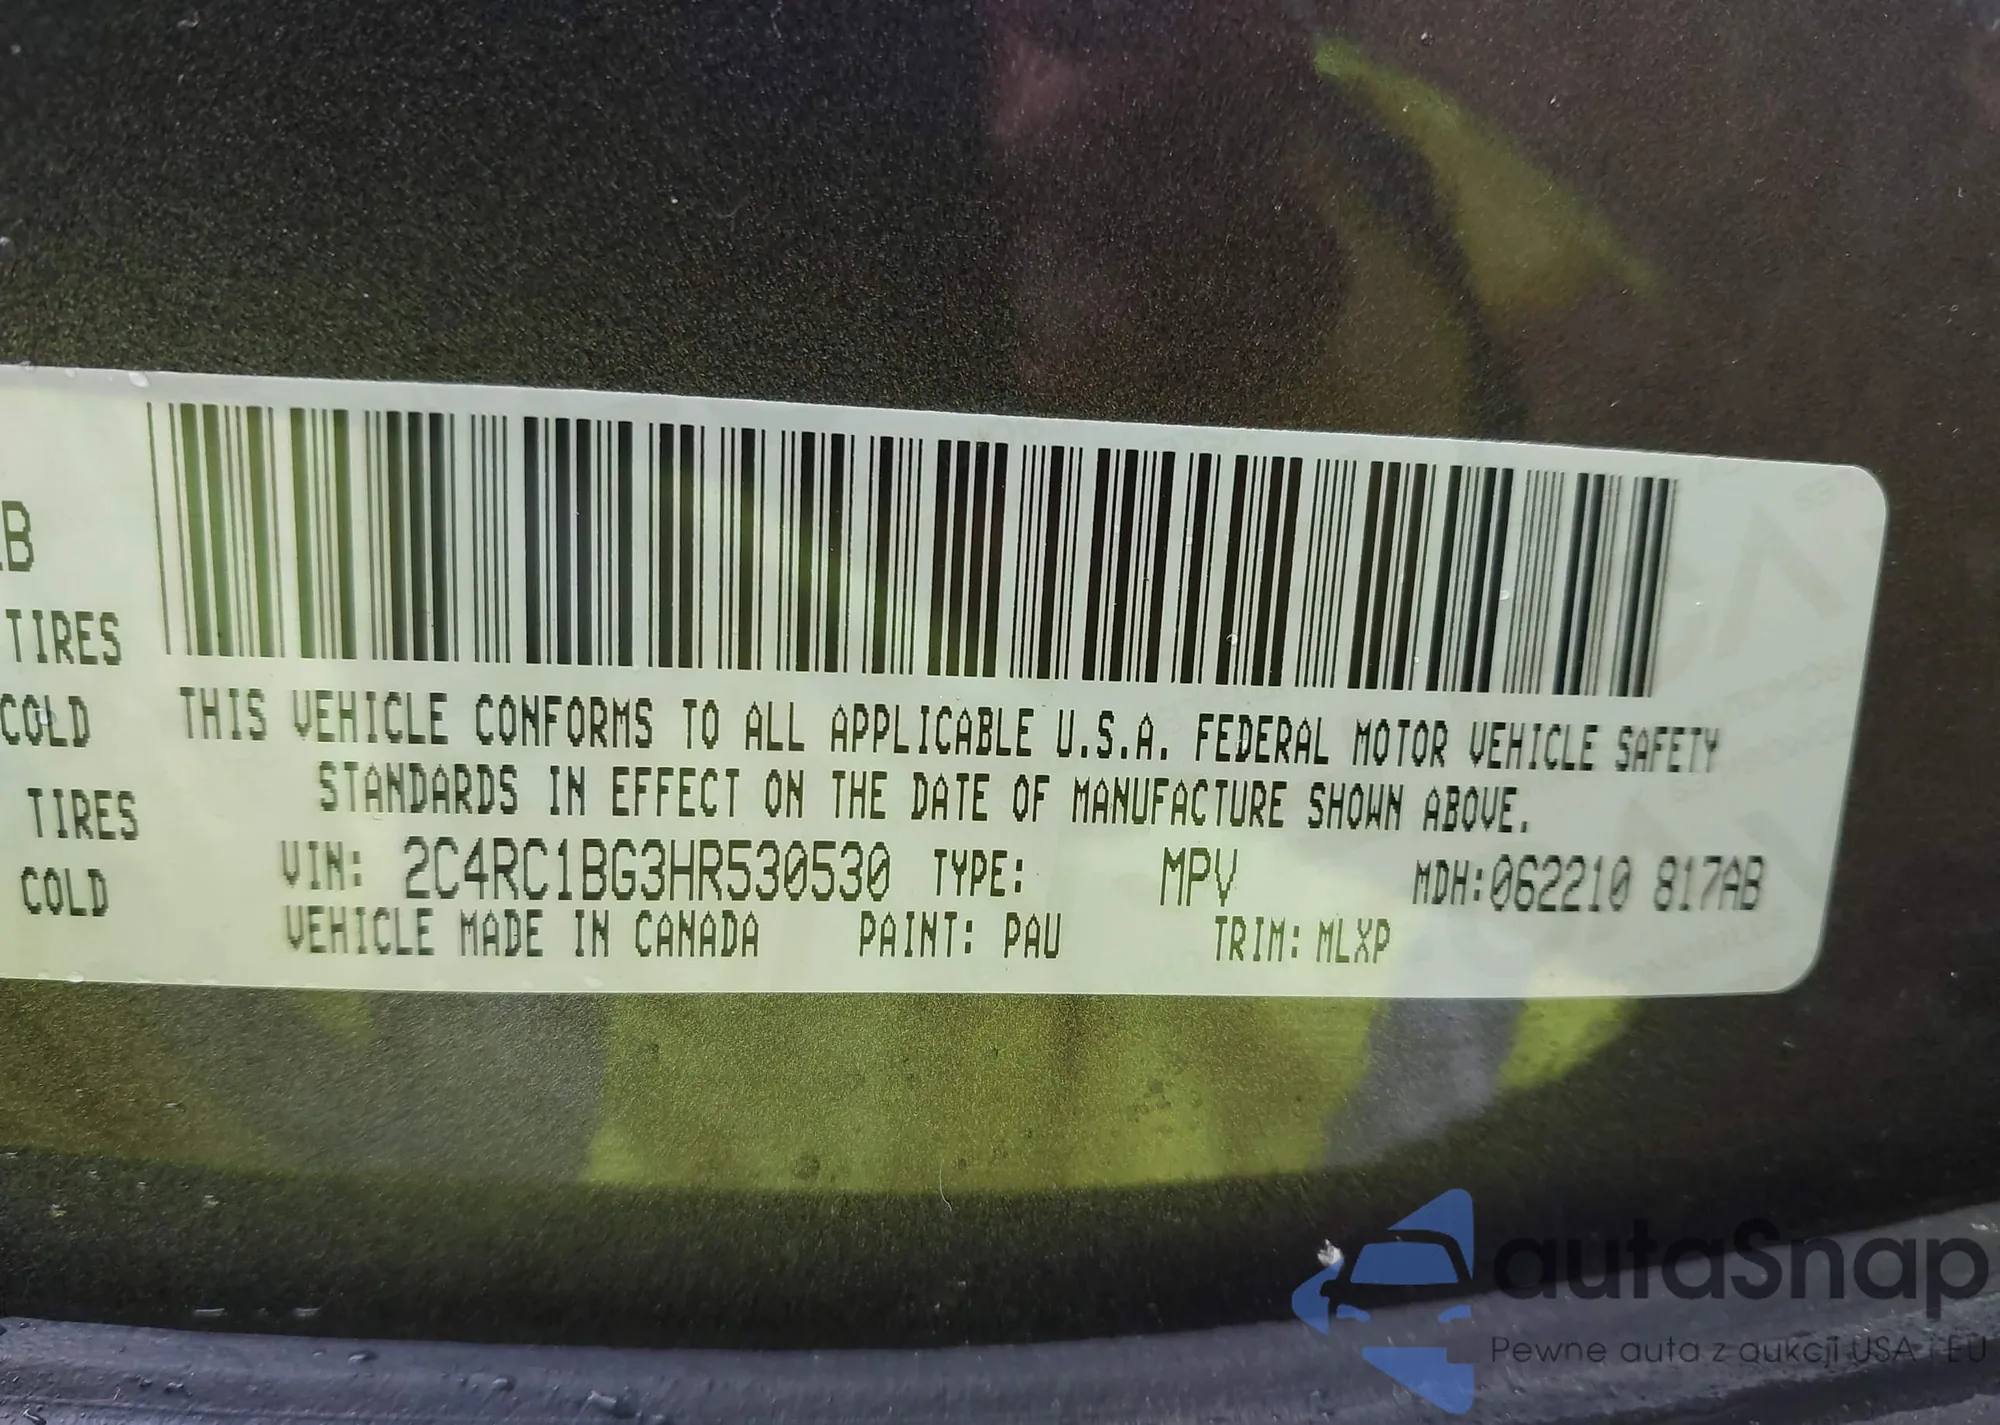 B
TIRES
COLD
TIRES
COLD
THIS VEHICLE CONFORMS TO ALL APPLICABLE U.S.A. FEDERAL MOTOR VEHICLE SAFETY
STANDARDS IN EFFECT ON THE DATE OF MANUFACTURE SHOWN ABOVE.
VIN: 2C4RC1BG3HR530530 TYPE: MPV MDH:062210 817AB
VEHICLE MADE IN CANADA PAINT: PAU TRIM: MLXP
autaSnap
Pewne auta z aukcji USA i EU